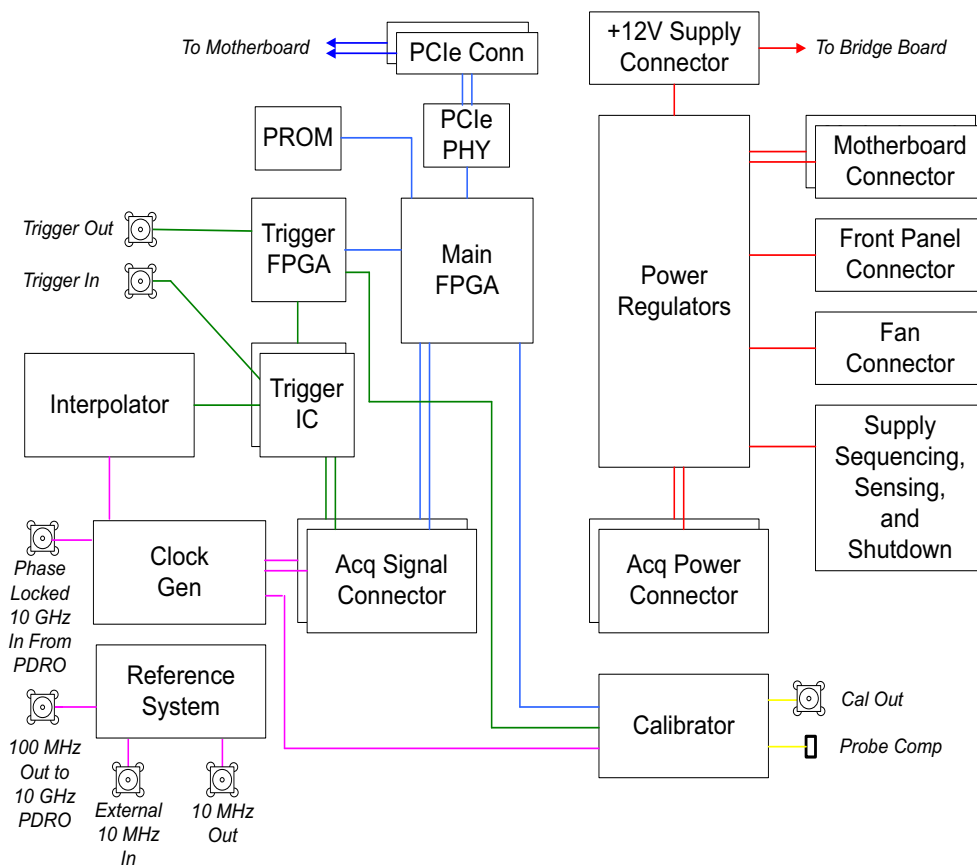 To Motherboard
PCIe Conn
+12V Supply
Connector
To Bridge Board
PROM
PCIe
PHY
Motherboard
Connector
Trigger Out
Trigger
FPGA
Main
FPGA
Power
Regulators
Front Panel
Connector
Trigger In
Fan
Connector
Interpolator
Trigger
IC
Supply
Sequencing,
Sensing,
and
Shutdown
Phase
Locked
10 GHz
In From
PDRO
Clock
Gen
Acq Signal
Connector
Acq Power
Connector
Reference
System
Calibrator
Cal Out
Probe Comp
100 MHz
Out to
10 GHz
PDRO
External
10 MHz
In
10 MHz
Out